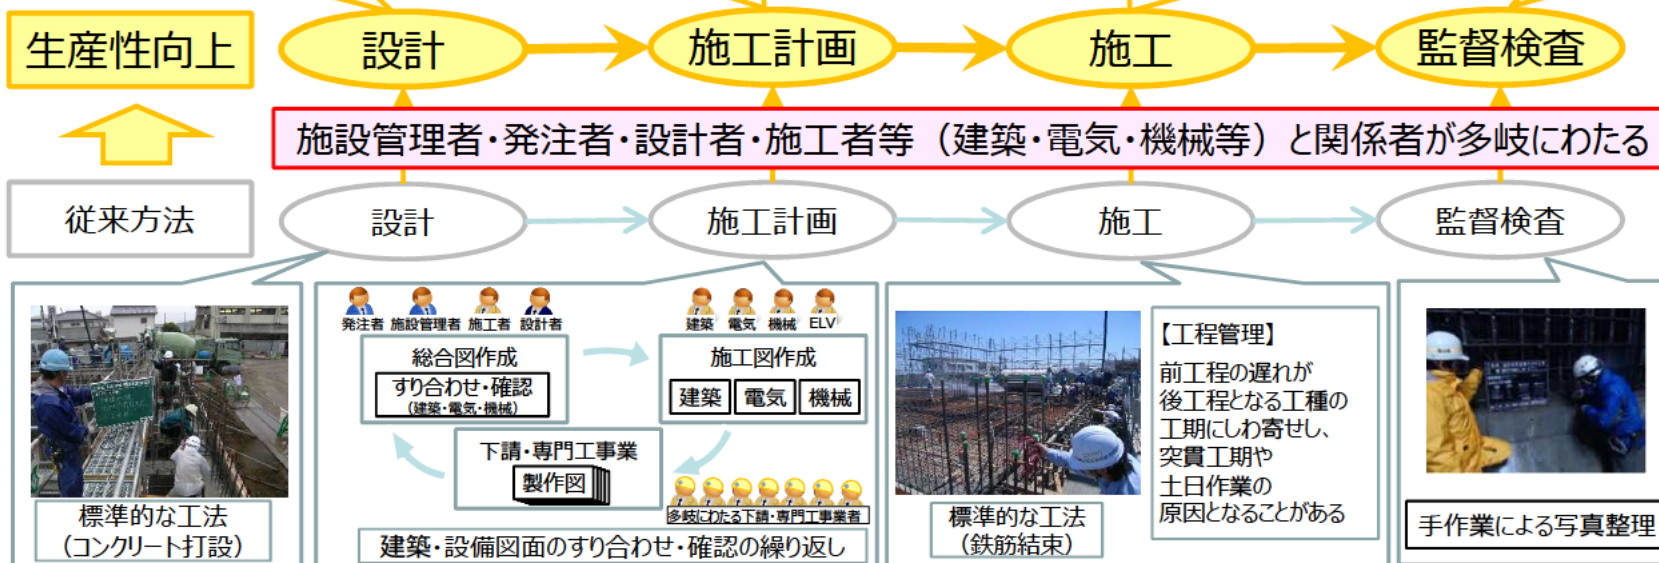 生産性向上
設計
施工計画
施工
監督検査
施設管理者・発注者・設計者・施工者等（建築・電気・機械等）と関係者が多岐にわたる
従来方法
設計
施工計画
施工
監督検査
標準的な工法
（コンクリート打設）
発注者 施設管理者 施工者 設計者
総合図作成
すり合わせ・確認
（建築・電気・機械）
建築 電気 機械 ELV
施工図作成
建築 電気 機械
下請・専門工事業
製作図
多岐にわたる下請・専門工事業者
建築・設備図面のすり合わせ・確認の繰り返し
標準的な工法
（鉄筋結束）
【工程管理】
前工程の遅れが
後工程となる工種の
工期にしわ寄せし、
突貫工期や
土日作業の
原因となることがある
手作業による写真整理